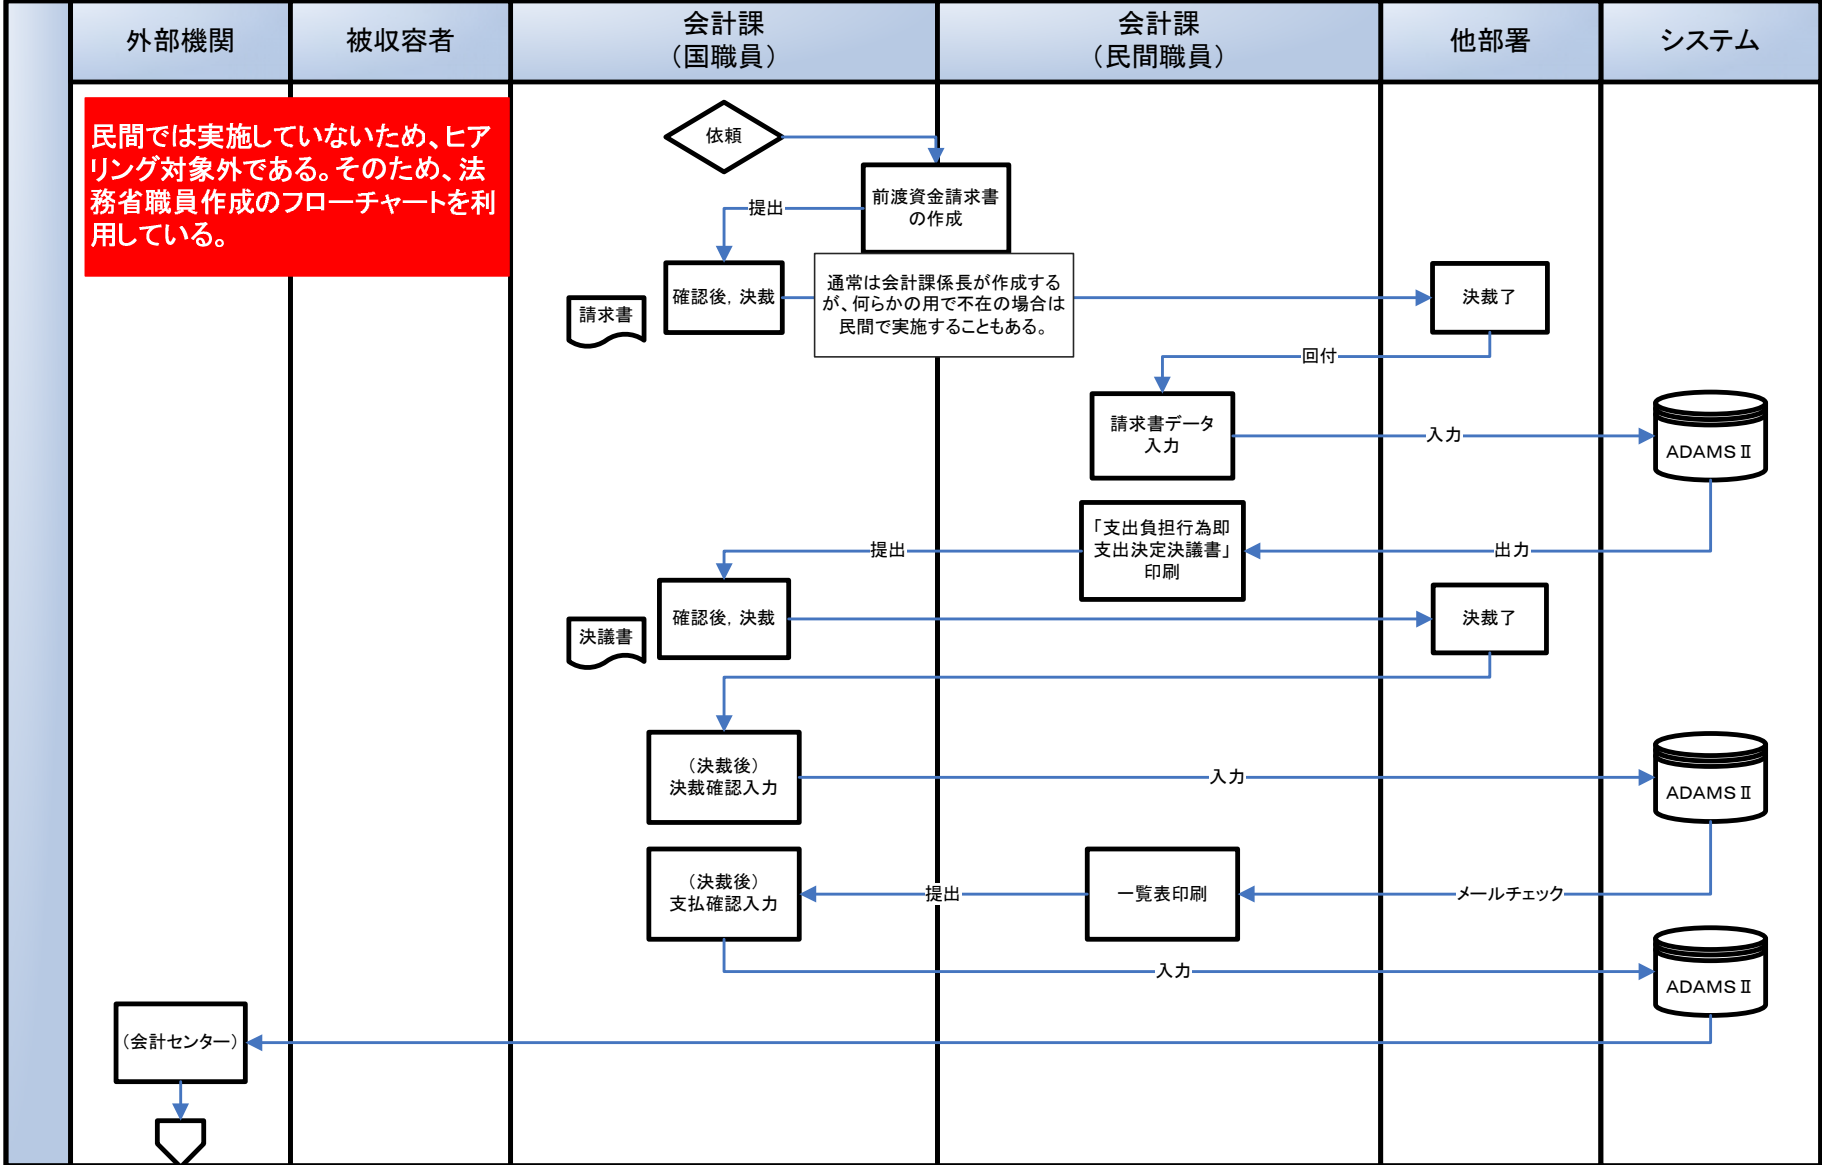 外部機関
被収容者
会計課
（国職員）
会計課
（民間職員）
他部署
システム
民間では実施していないため、ヒア
リング対象外である。そのため、法
務省職員作成のフローチャートを利
用している。
依頼
前渡資金請求書
の作成
提出
確認後，決裁
請求書
通常は会計課係長が作成する
が、何らかの用で不在の場合は
民間で実施することもある。
決裁了
回付
請求書データ
入力
入力
ADAMSⅡ
「支出負担行為即
支出決定決議書」
印刷
提出
出力
確認後，決裁
決議書
決裁了
（決裁後）
決裁確認入力
入力
ADAMSⅡ
（決裁後）
支払確認入力
提出
一覧表印刷
メールチェック
入力
ADAMSⅡ
（会計センター）